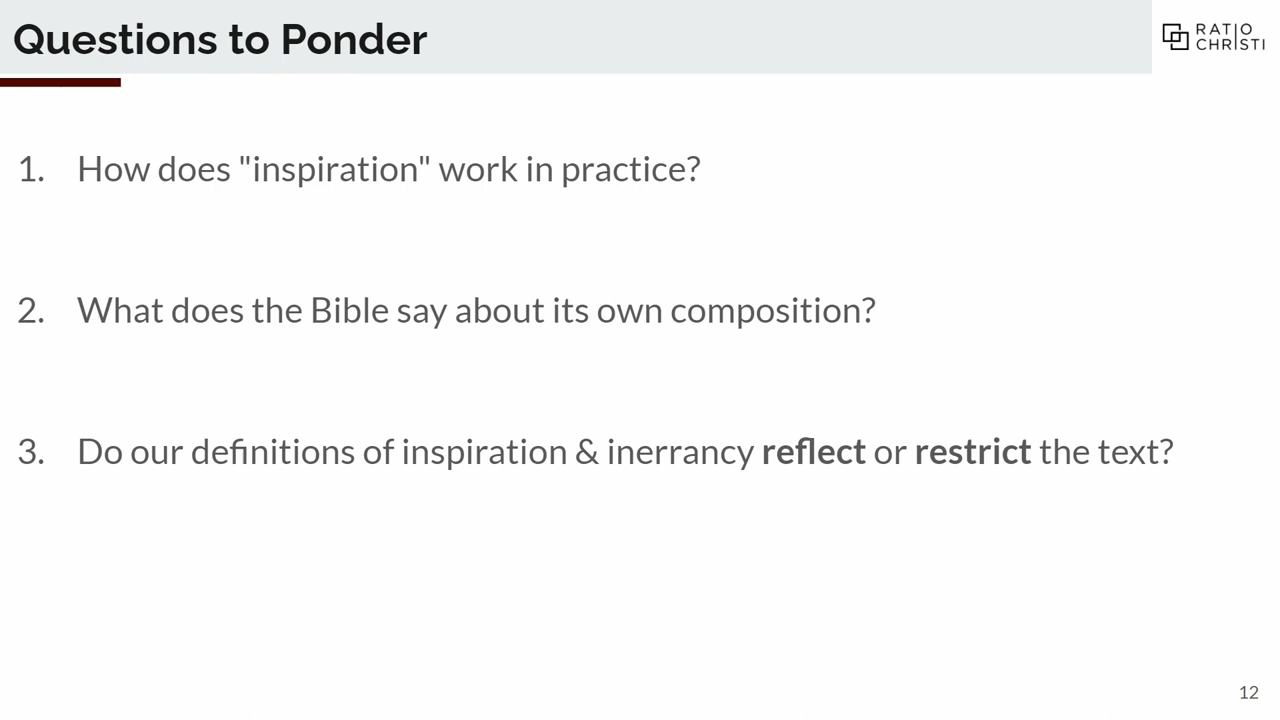 Questions to Ponder
RATIO
CHRISTI
1. How does "inspiration" work in practice?
2. What does the Bible say about its own composition?
3. Do our definitions of inspiration & inerrancy reflect or restrict the text?
12